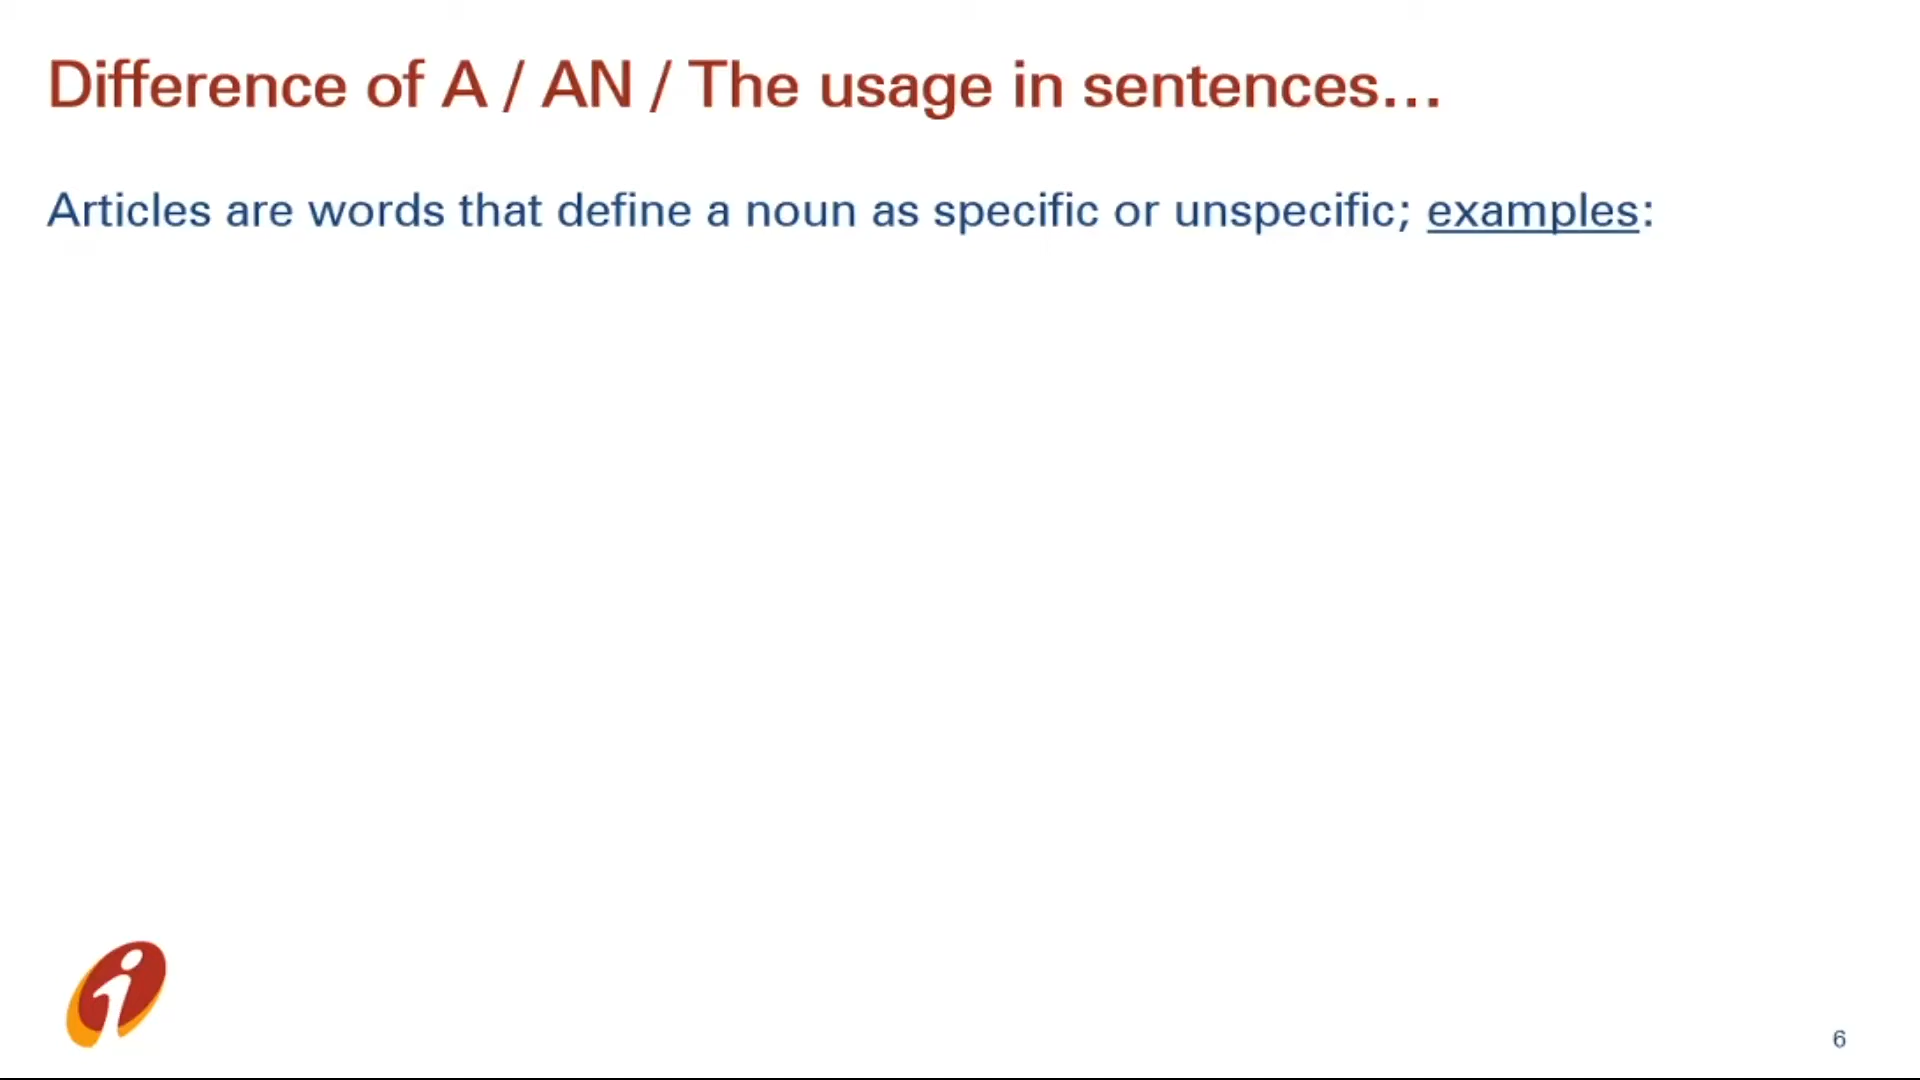 Difference of A / AN / The usage in sentences...
Articles are words that define a noun as specific or unspecific; examples:
6